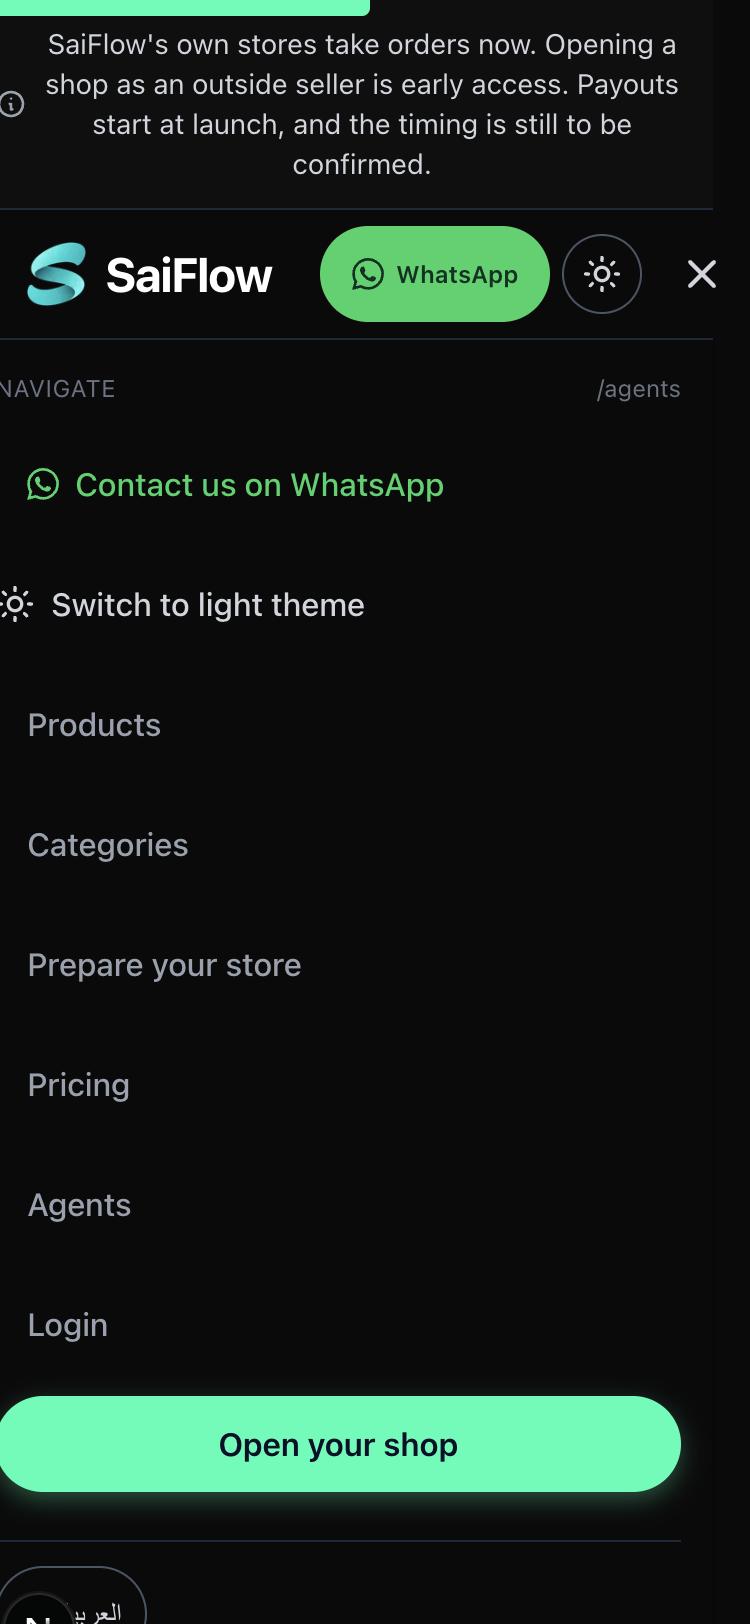 SaiFlow's own stores take orders now. Opening a
shop as an outside seller is early access. Payouts
start at launch, and the timing is still to be
confirmed.
SaiFlow
WhatsApp
NAVIGATE
/agents
Contact us on WhatsApp
Switch to light theme
Products
Categories
Prepare your store
Pricing
Agents
Login
Open your shop